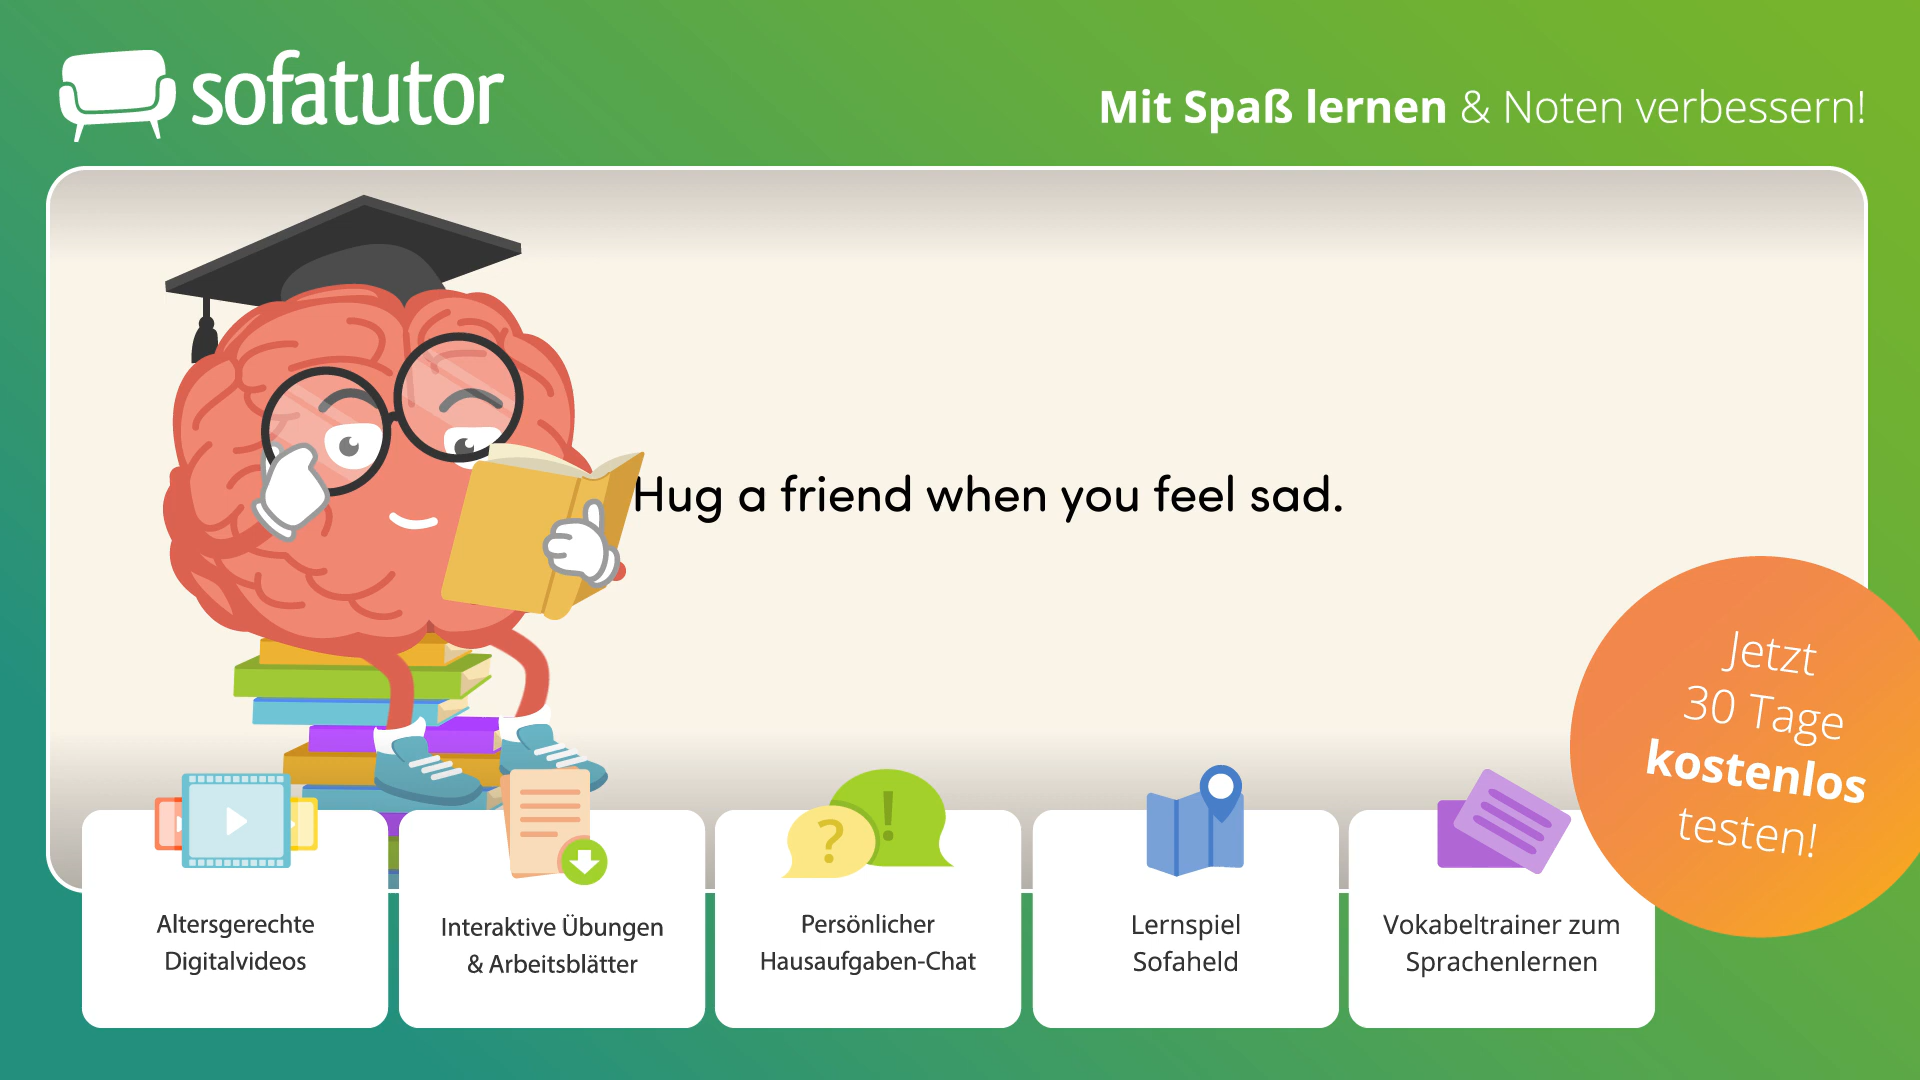 sofatutor
Mit Spaß lernen & Noten verbessern!
Hug a friend when you feel sad.
Jetzt
30 Tage
kostenlos
testen!
?
!
Altersgerechte
Digitalvideos
Interaktive Übungen
& Arbeitsblätter
Persönlicher
Hausaufgaben-Chat
Lernspiel
Sofaheld
Vokabeltrainer zum
Sprachenlernen